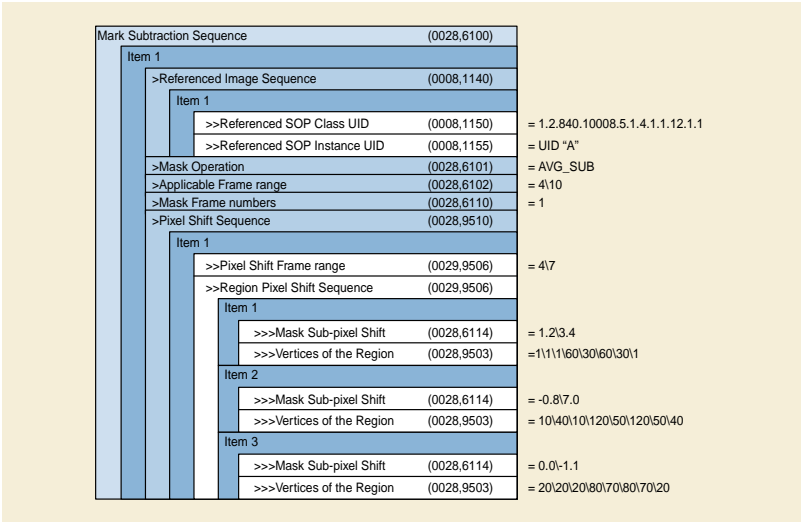 Mark Subtraction Sequence (0028,6100)
Item 1
>Referenced Image Sequence (0008,1140)
Item 1
>>Referenced SOP Class UID (0008,1150) = 1.2.840.10008.5.1.4.1.1.12.1.1
>>Referenced SOP Instance UID (0008,1155) = UID “A”
>Mask Operation (0028,6101) = AVG_SUB
>Applicable Frame range (0028,6102) = 4\10
>Mask Frame numbers (0028,6110) = 1
>Pixel Shift Sequence (0028,9510)
Item 1
>>Pixel Shift Frame range (0029,9506) = 4\7
>>Region Pixel Shift Sequence (0029,9506)
Item 1
>>>Mask Sub-pixel Shift (0028,6114) = 1.2\3.4
>>>Vertices of the Region (0028,9503) =1\1\1\60\30\60\30\1
Item 2
>>>Mask Sub-pixel Shift (0028,6114) = -0.8\7.0
>>>Vertices of the Region (0028,9503) = 10\40\10\120\50\120\50\40
Item 3
>>>Mask Sub-pixel Shift (0028,6114) = 0.0\-1.1
>>>Vertices of the Region (0028,9503) = 20\20\20\80\70\80\70\20